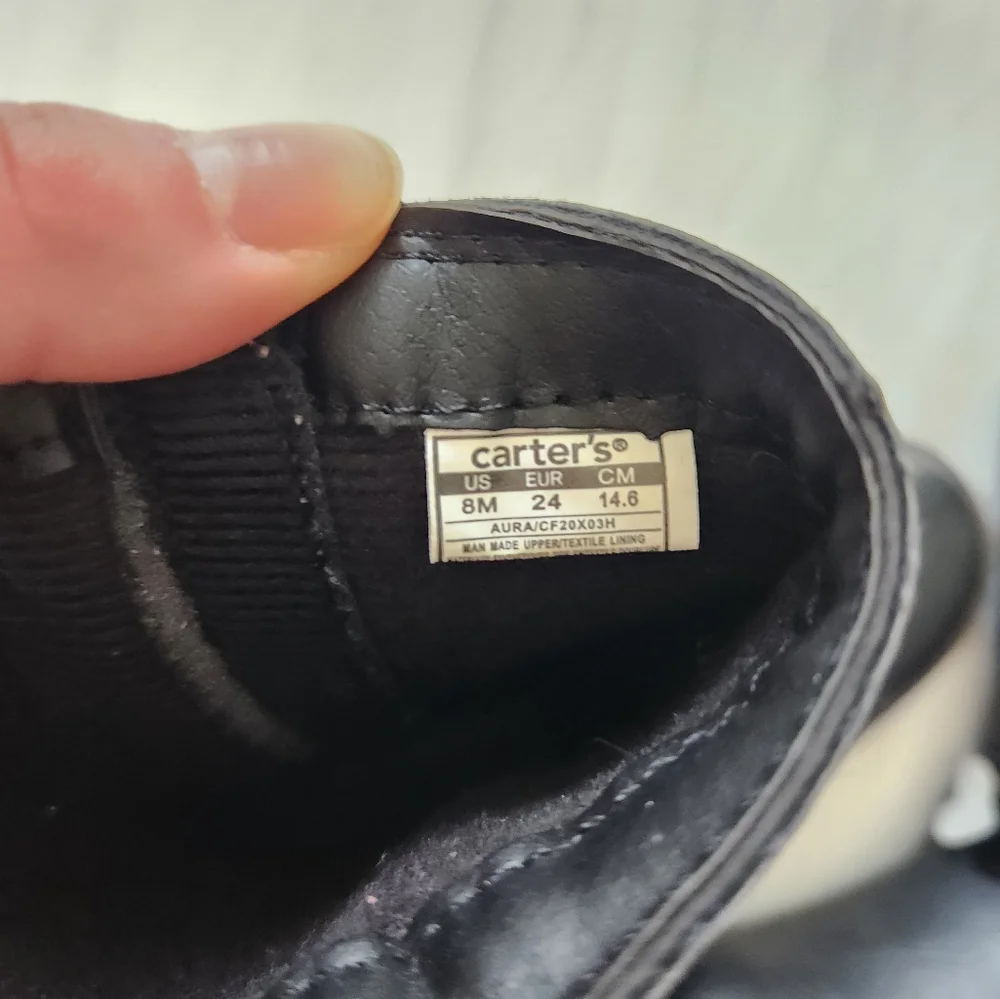 carter's®
US EUR CM
8M 24 14.6
AURA/CF20X03H
MAN MADE UPPER/TEXTILE LINING